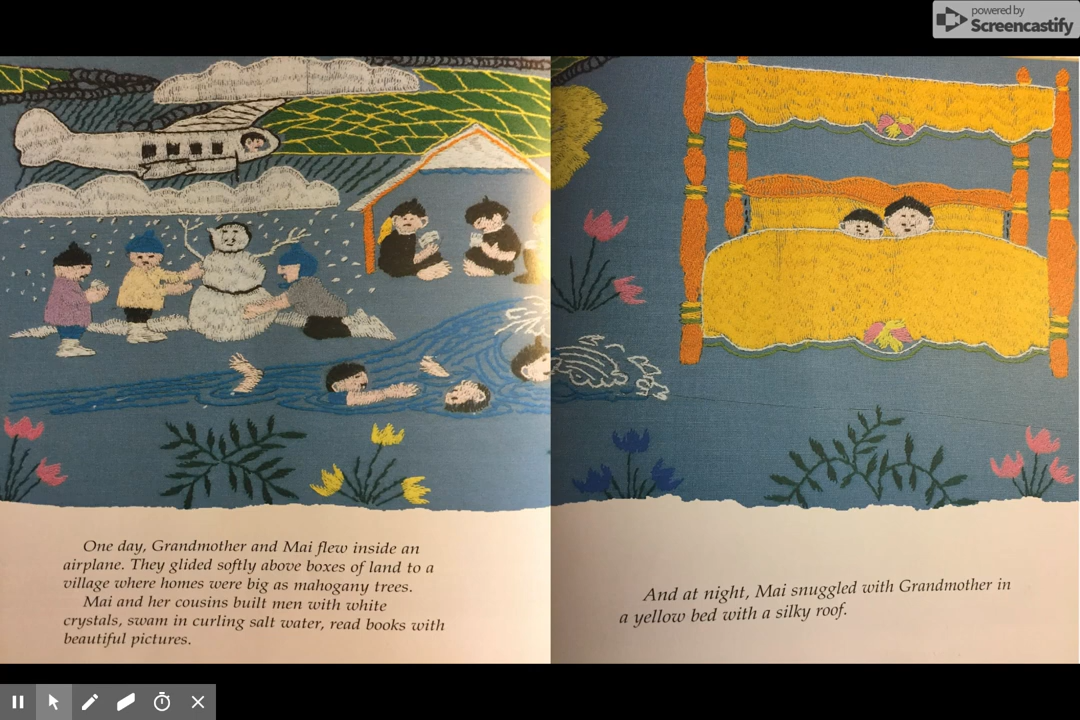 powered by
Screencastify
One day, Grandmother and Mai flew inside an
airplane. They glided softly above boxes of land to a
village where homes were big as mahogany trees.
Mai and her cousins built men with white
crystals, swam in curling salt water, read books with
beautiful pictures.
And at night, Mai snuggled with Grandmother in
a yellow bed with a silky roof.